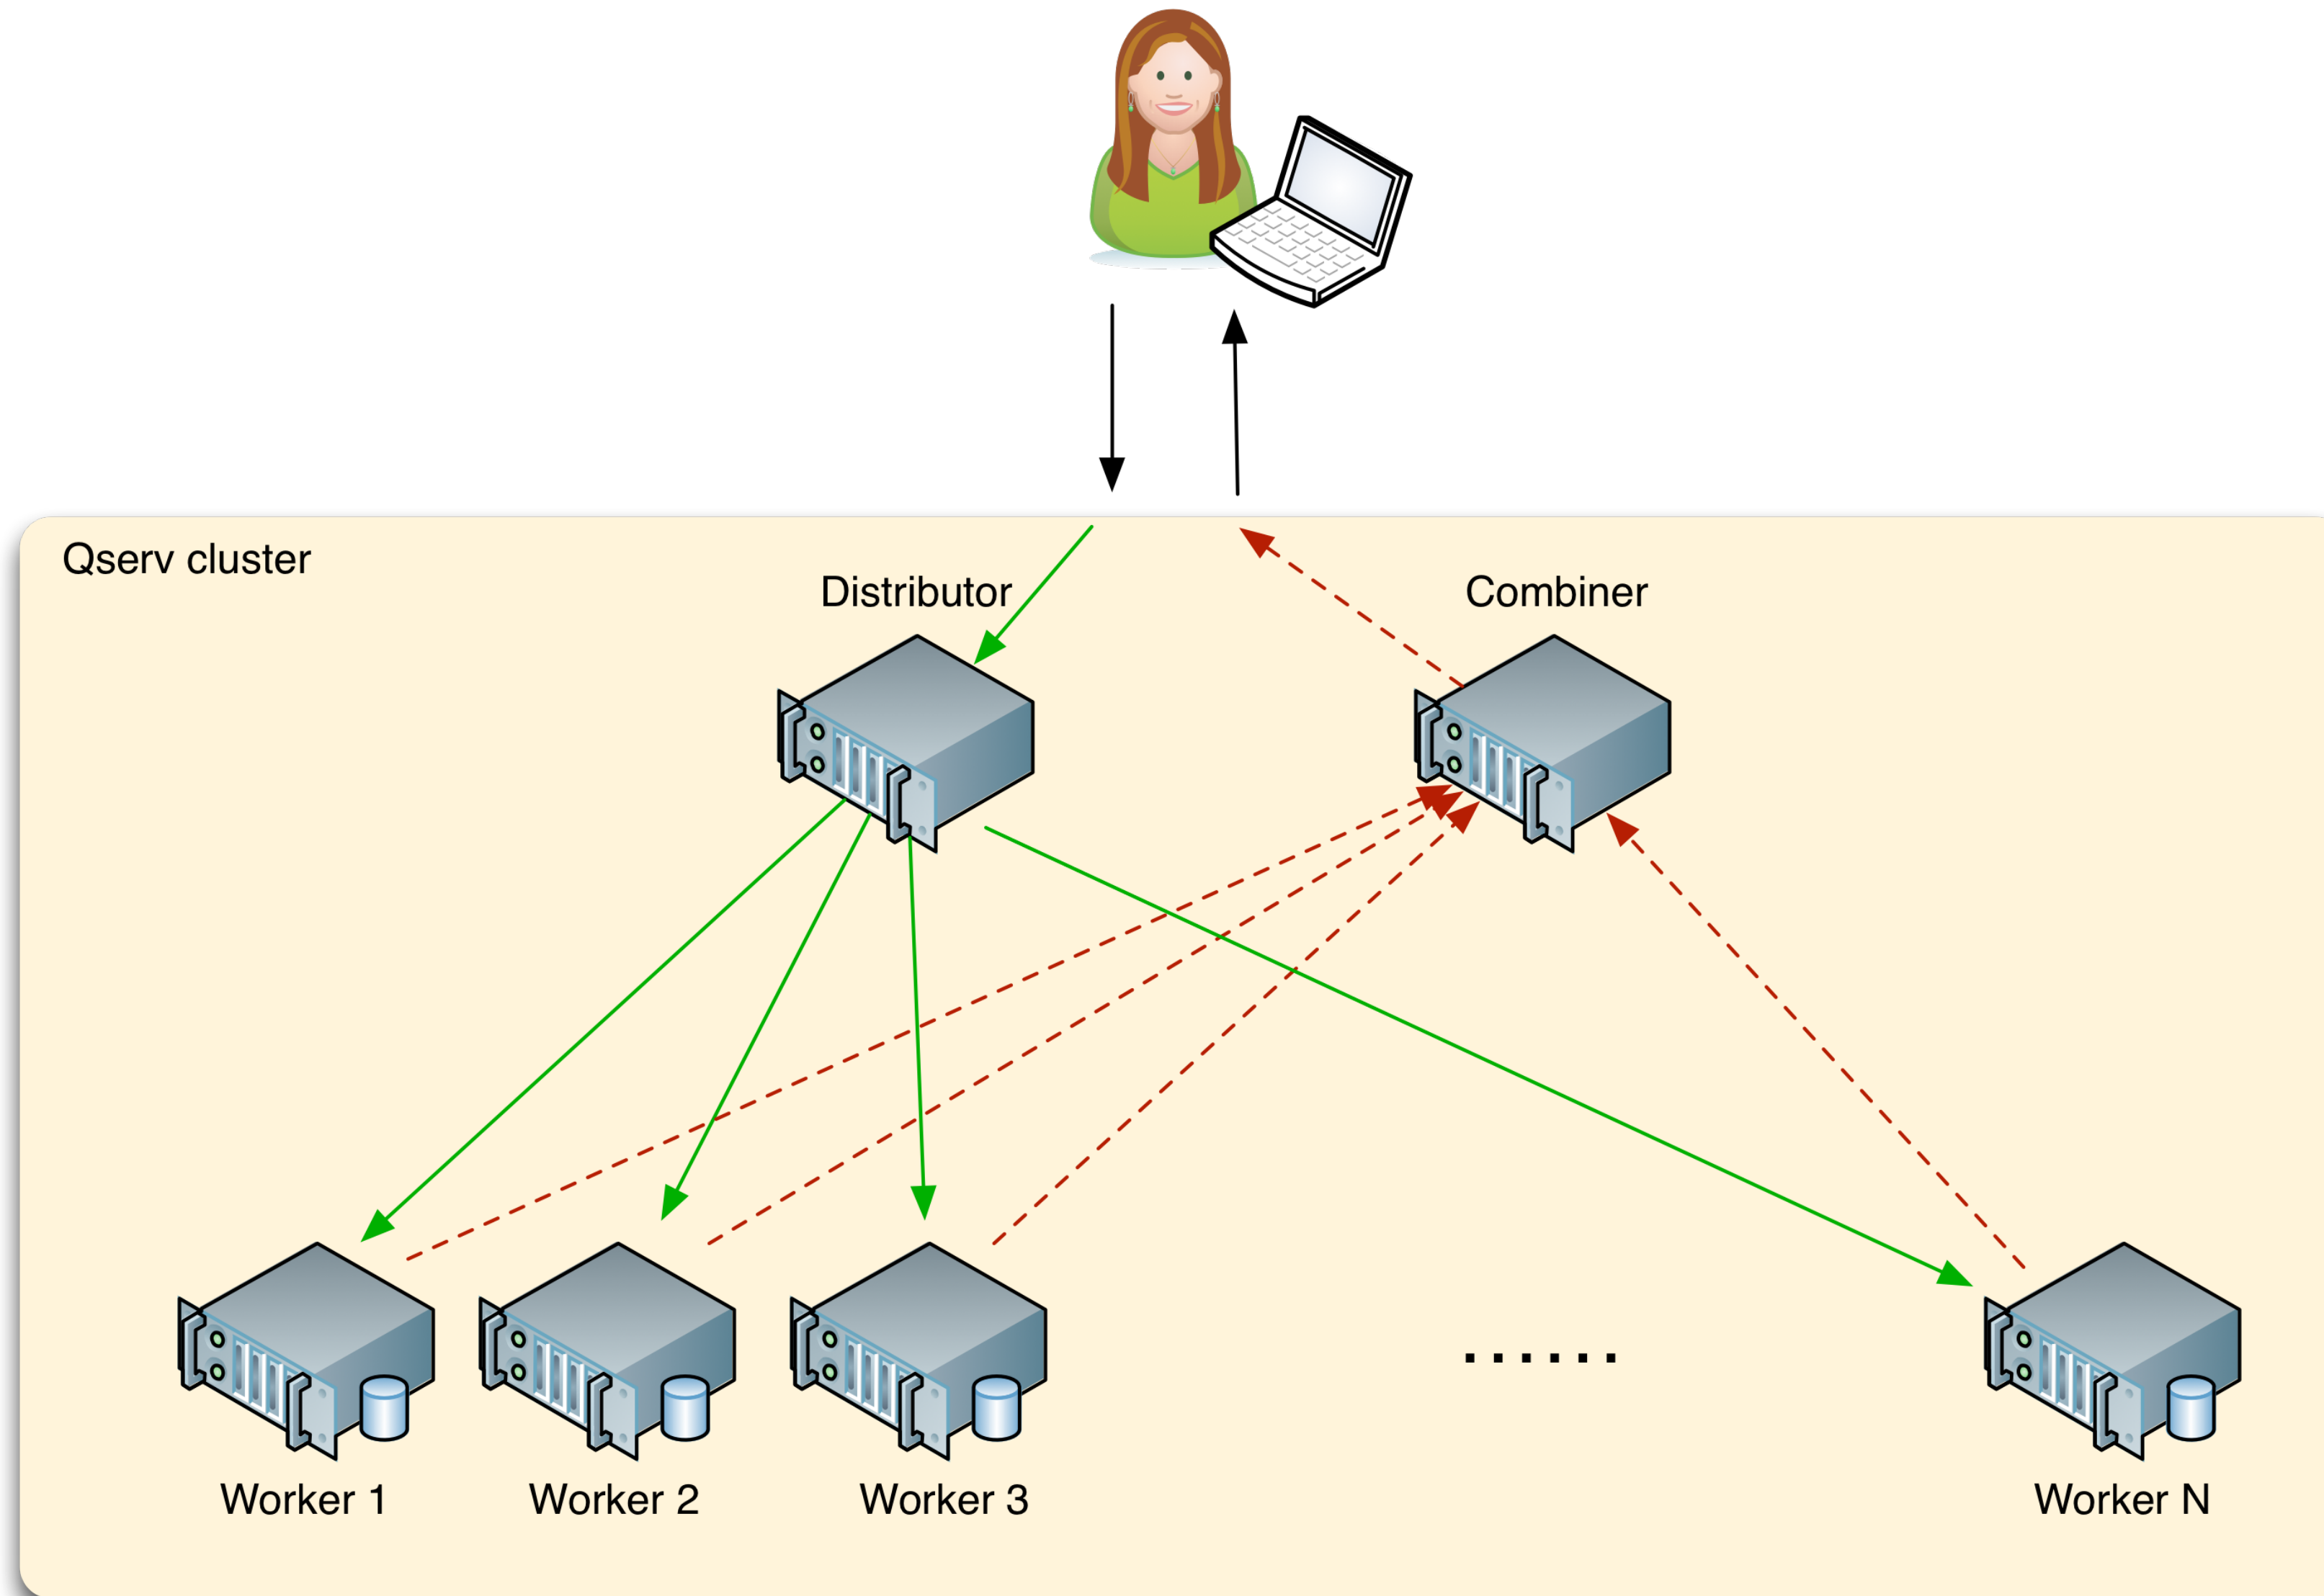 Qserv cluster
Distributor
Combiner
......
Worker 1
Worker 2
Worker 3
Worker N